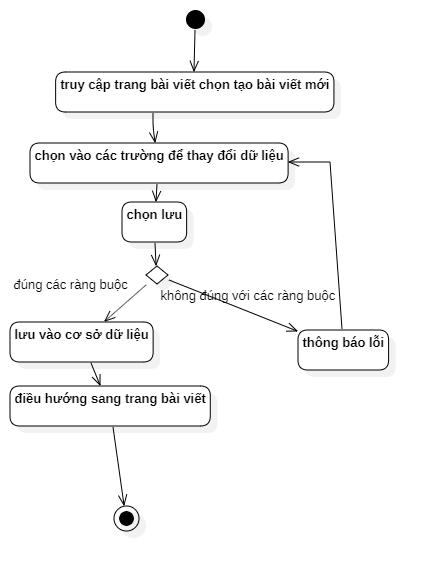 truy cập trang bài viết chọn tạo bài viết mới
chọn vào các trường để thay đổi dữ liệu
chọn lưu
đúng các ràng buộc
không đúng với các ràng buộc
lưu vào cơ sở dữ liệu
thông báo lỗi
điều hướng sang trang bài viết